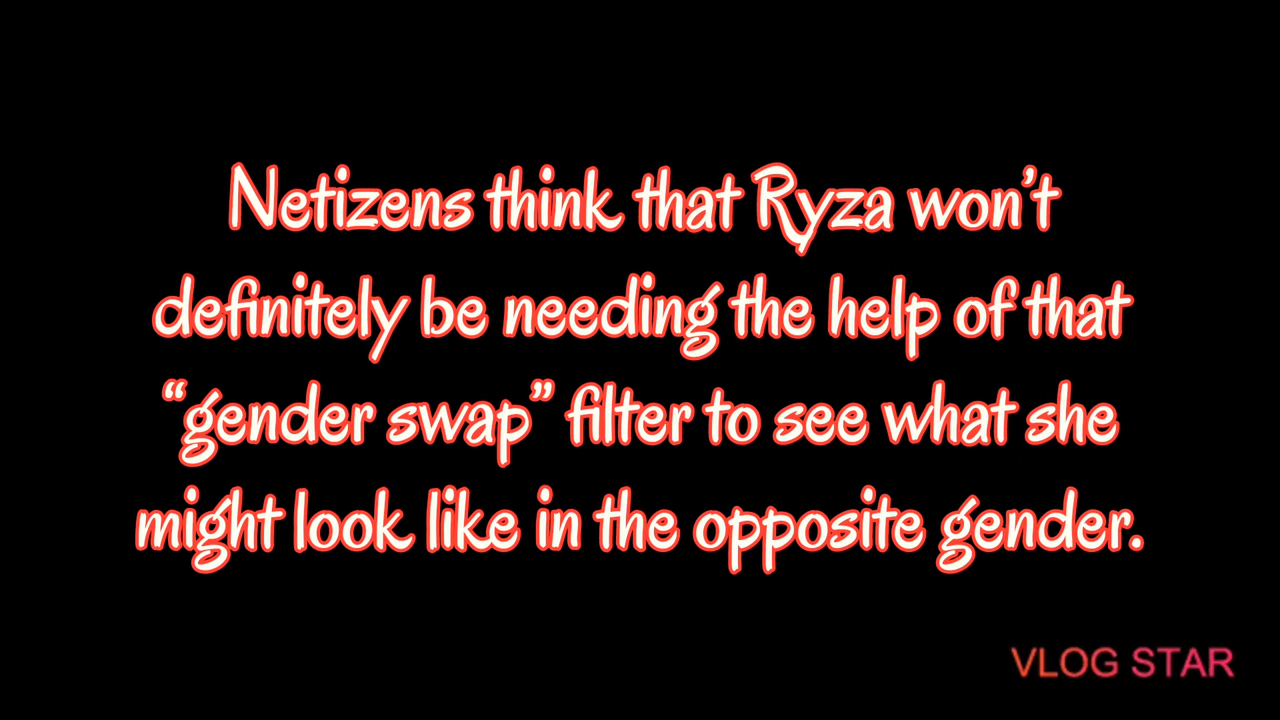 Netizens think that Ryza won’t
definitely be needing the help of that
“gender swap” filter to see what she
might look like in the opposite gender.
VLOG STAR